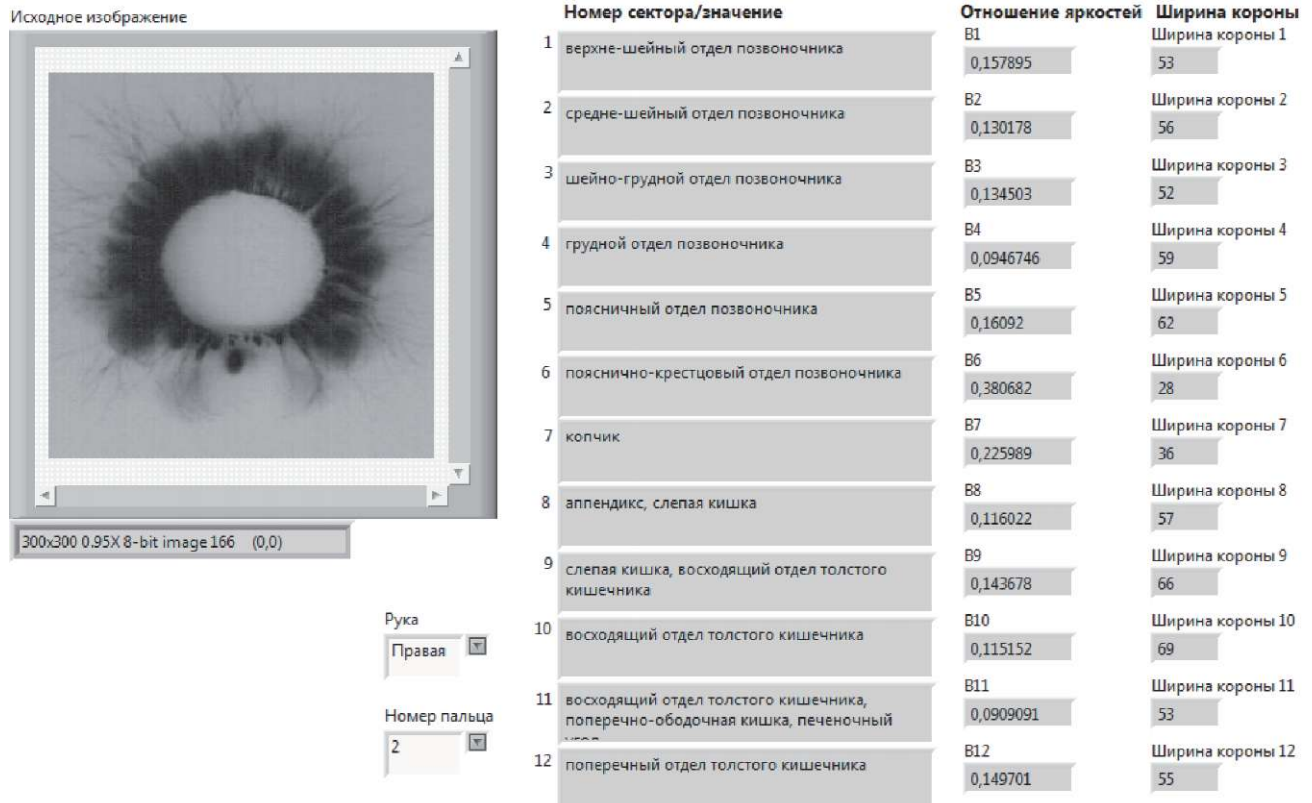 Исходное изображение
300x300 0.95X 8-bit image 166 (0,0)
Рука
Правая
Номер пальца
2
Номер сектора/значение Отношение яркостей Ширина короны
B1 Ширина короны 1
1 верхне-шейный отдел позвоночника 0,157895 53
B2 Ширина короны 2
2 средне-шейный отдел позвоночника 0,130178 56
B3 Ширина короны 3
3 шейно-грудной отдел позвоночника 0,134503 52
B4 Ширина короны 4
4 грудной отдел позвоночника 0,0946746 59
B5 Ширина короны 5
5 поясничный отдел позвоночника 0,16092 62
B6 Ширина короны 6
6 пояснично-крестцовый отдел позвоночника 0,380682 28
B7 Ширина короны 7
7 копчик 0,225989 36
B8 Ширина короны 8
8 аппендикс, слепая кишка 0,116022 57
B9 Ширина короны 9
9 слепая кишка, восходящий отдел толстого
кишечника 0,143678 66
B10 Ширина короны 10
10 восходящий отдел толстого кишечника 0,115152 69
B11 Ширина короны 11
11 восходящий отдел толстого кишечника,
поперечно-ободочная кишка, печеночный 0,0909091 53
B12 Ширина короны 12
12 поперечный отдел толстого кишечника 0,149701 55